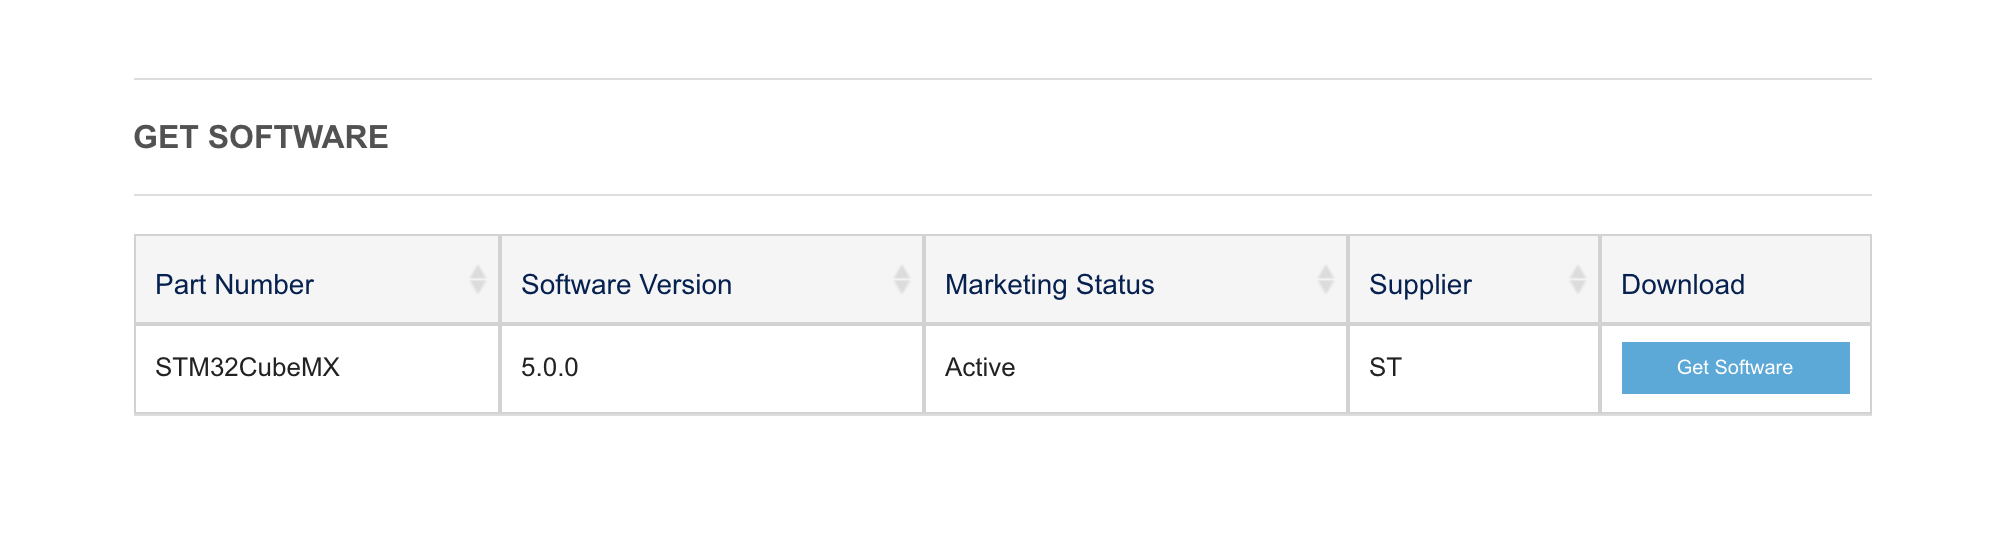 GET SOFTWARE
Part Number Software Version Marketing Status Supplier Download
STM32CubeMX 5.0.0 Active ST Get Software